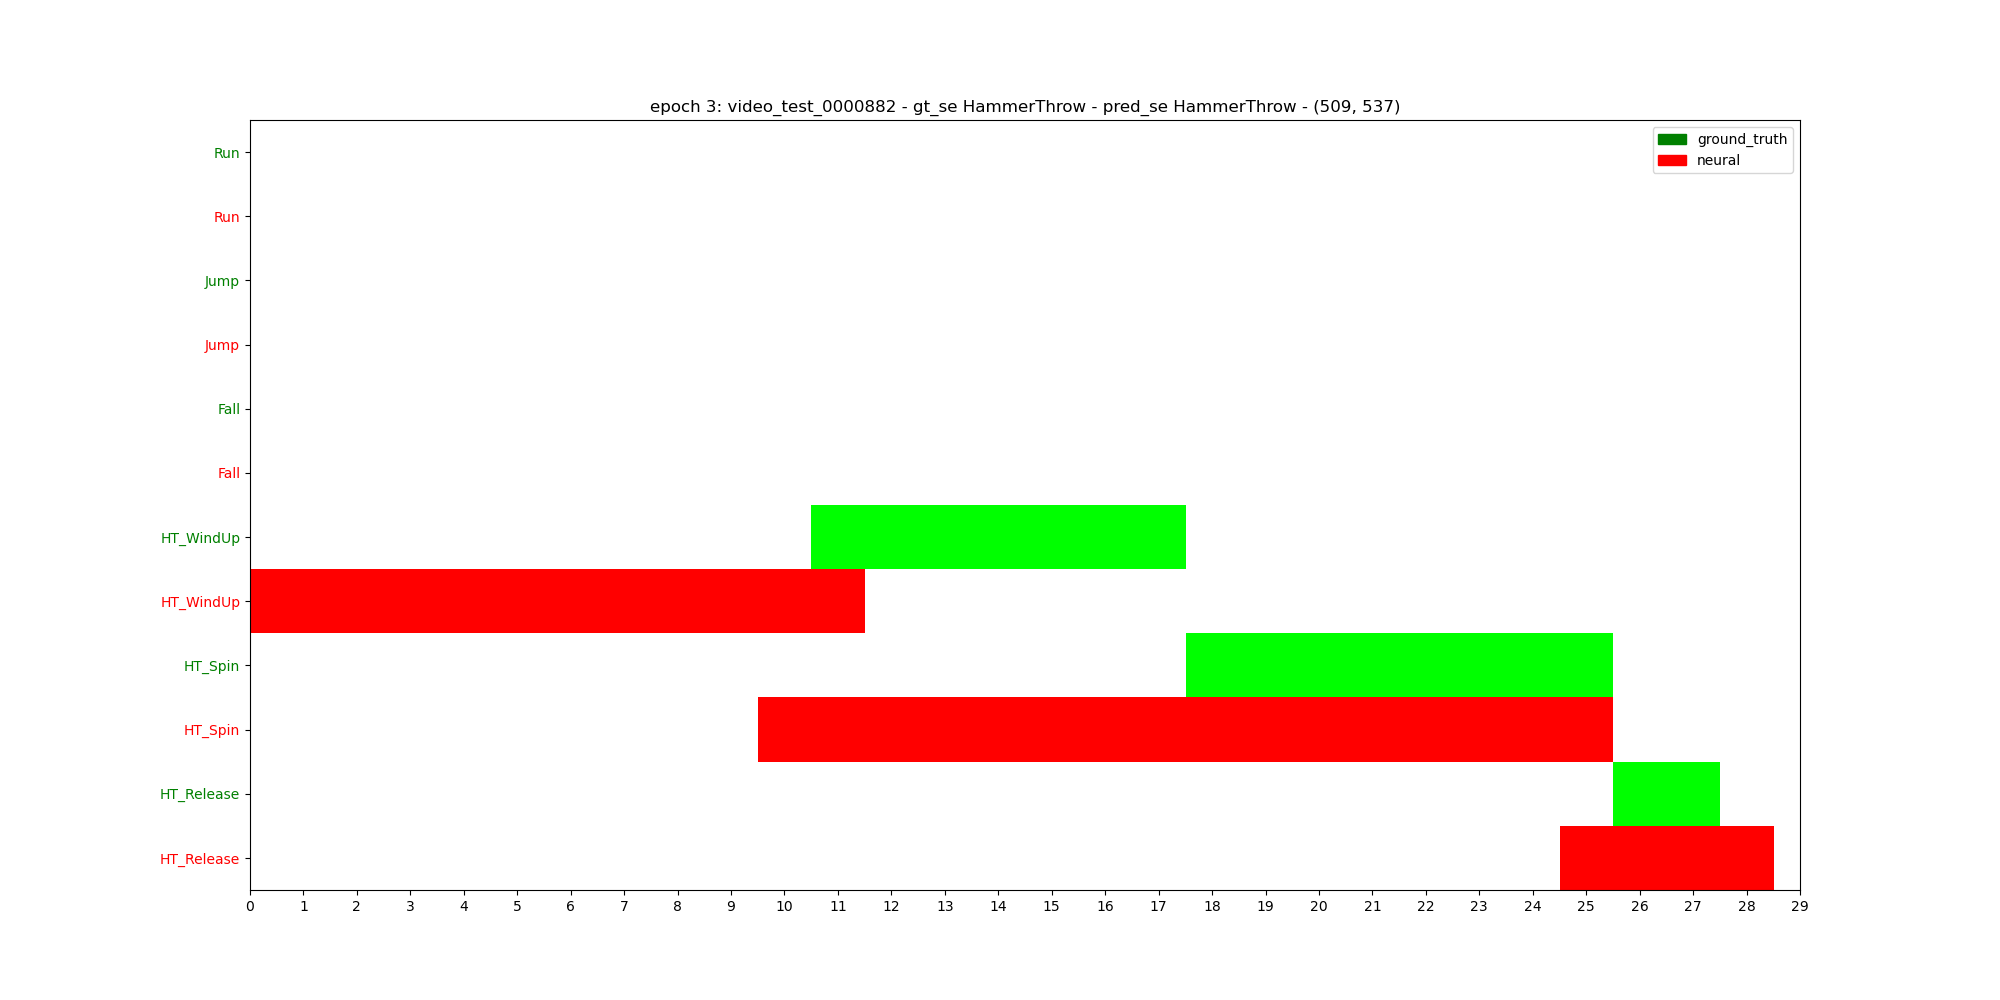 epoch 3: video_test_0000882 - gt_se HammerThrow - pred_se HammerThrow - (509, 537)
ground_truth
neural
Run
Run
Jump
Jump
Fall
Fall
HT_WindUp
HT_WindUp
HT_Spin
HT_Spin
HT_Release
HT_Release
0 1 2 3 4 5 6 7 8 9 10 11 12 13 14 15 16 17 18 19 20 21 22 23 24 25 26 27 28 29